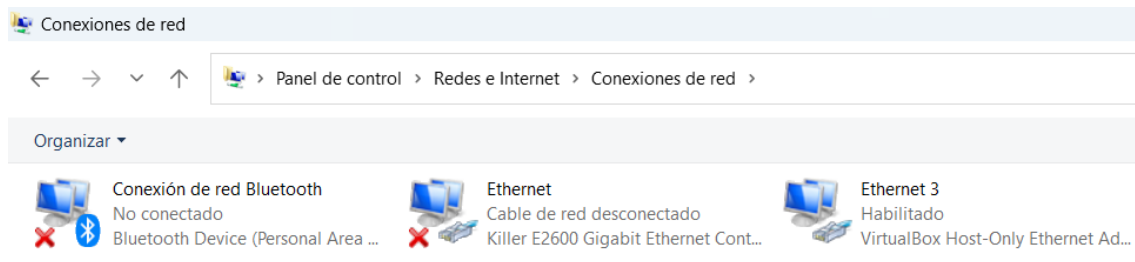 Conexiones de red
Panel de control > Redes e Internet > Conexiones de red >
Organizar
Conexión de red Bluetooth
No conectado
Bluetooth Device (Personal Area ...
Ethernet
Cable de red desconectado
Killer E2600 Gigabit Ethernet Cont...
Ethernet 3
Habilitado
VirtualBox Host-Only Ethernet Ad...